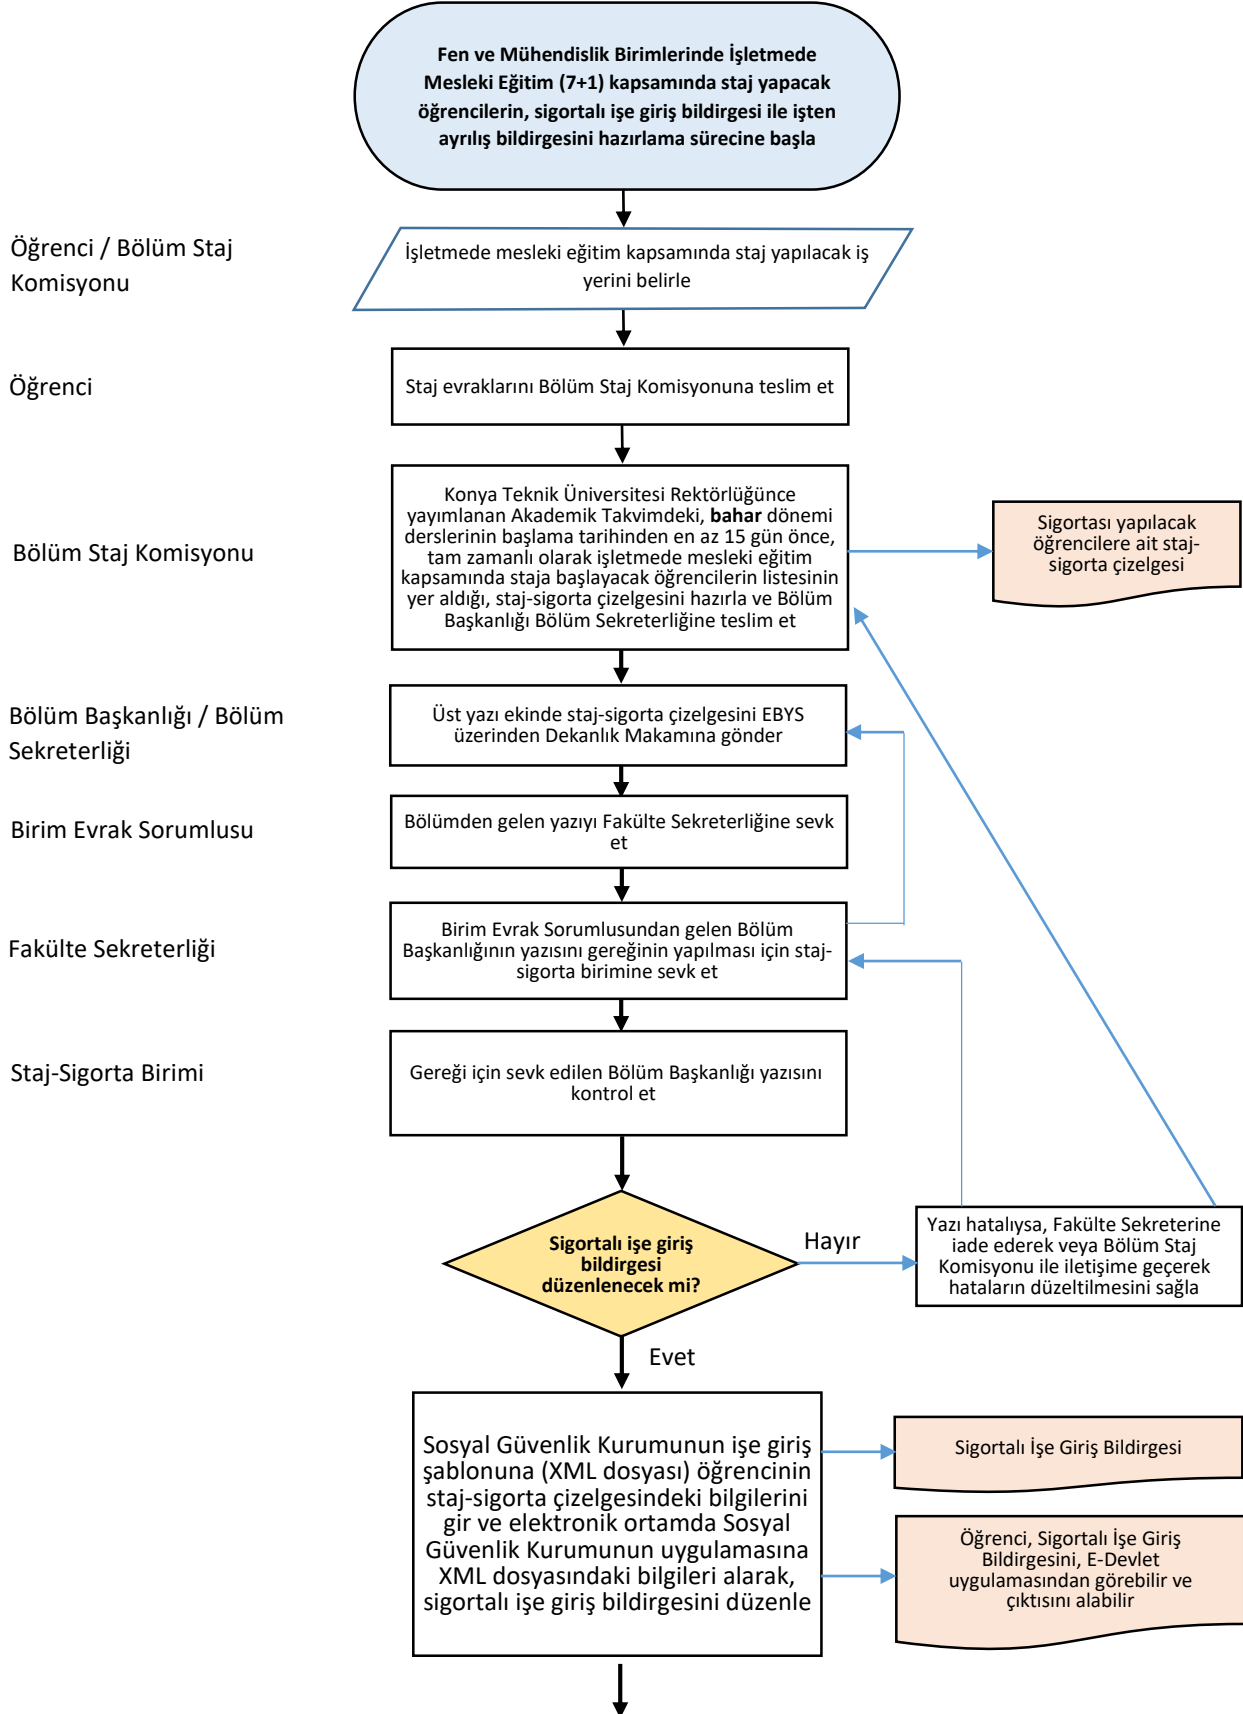 Fen ve Mühendislik Birimlerinde İşletmede
Mesleki Eğitim (7+1) kapsamında staj yapacak
öğrencilerin, sigortalı işe giriş bildirgesi ile işten
ayrılış bildirgesini hazırlama sürecine başla
Öğrenci / Bölüm Staj
Komisyonu
İşletmede mesleki eğitim kapsamında staj yapılacak iş
yerini belirle
Öğrenci
Staj evraklarını Bölüm Staj Komisyonuna teslim et
Bölüm Staj Komisyonu
Konya Teknik Üniversitesi Rektörlüğünce
yayımlanan Akademik Takvimdeki, bahar dönemi
derslerinin başlama tarihinden en az 15 gün önce,
tam zamanlı olarak işletmede mesleki eğitim
kapsamında staja başlayacak öğrencilerin listesinin
yer aldığı, staj-sigorta çizelgesini hazırla ve Bölüm
Başkanlığı Bölüm Sekreterliğine teslim et
Sigortası yapılacak
öğrencilere ait staj-
sigorta çizelgesi
Bölüm Başkanlığı / Bölüm
Sekreterliği
Üst yazı ekinde staj-sigorta çizelgesini EBYS
üzerinden Dekanlık Makamına gönder
Birim Evrak Sorumlusu
Bölümden gelen yazıyı Fakülte Sekreterliğine sevk
et
Fakülte Sekreterliği
Birim Evrak Sorumlusundan gelen Bölüm
Başkanlığının yazısını gereğinin yapılması için staj-
sigorta birimine sevk et
Staj-Sigorta Birimi
Gereği için sevk edilen Bölüm Başkanlığı yazısını
kontrol et
Sigortalı işe giriş
bildirgesi
düzenlenecek mi?
Hayır
Yazı hatalıysa, Fakülte Sekreterine
iade ederek veya Bölüm Staj
Komisyonu ile iletişime geçerek
hataların düzeltilmesini sağla
Evet
Sosyal Güvenlik Kurumunun işe giriş
şablonuna (XML dosyası) öğrencinin
staj-sigorta çizelgesindeki bilgilerini
gir ve elektronik ortamda Sosyal
Güvenlik Kurumunun uygulamasına
XML dosyasındaki bilgileri alarak,
sigortalı işe giriş bildirgesini düzenle
Sigortalı İşe Giriş Bildirgesi
Öğrenci, Sigortalı İşe Giriş
Bildirgesini, E-Devlet
uygulamasından görebilir ve
çıktısını alabilir